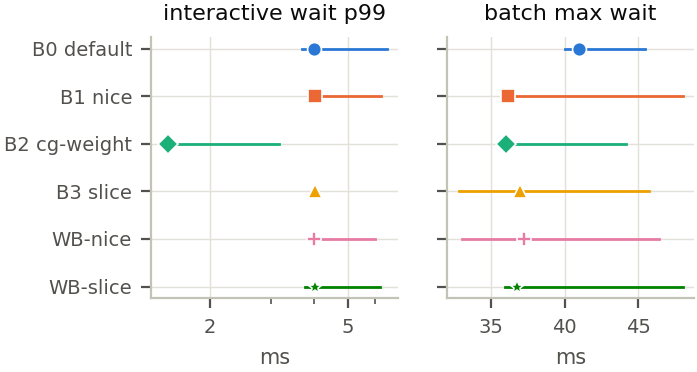 interactive wait p99
batch max wait
B0 default
B1 nice
B2 cg-weight
B3 slice
WB-nice
WB-slice
2 5
35 40 45
ms
ms